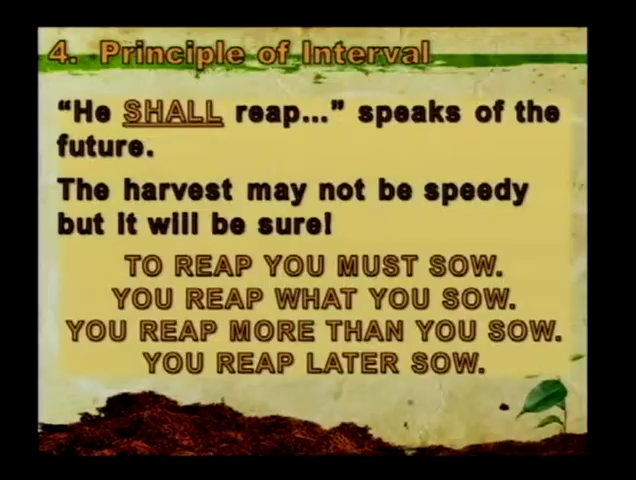 4. Principle of Interval
“He SHALL reap...” speaks of the
future.
The harvest may not be speedy
but it will be sure!
TO REAP YOU MUST SOW.
YOU REAP WHAT YOU SOW.
YOU REAP MORE THAN YOU SOW.
YOU REAP LATER SOW.